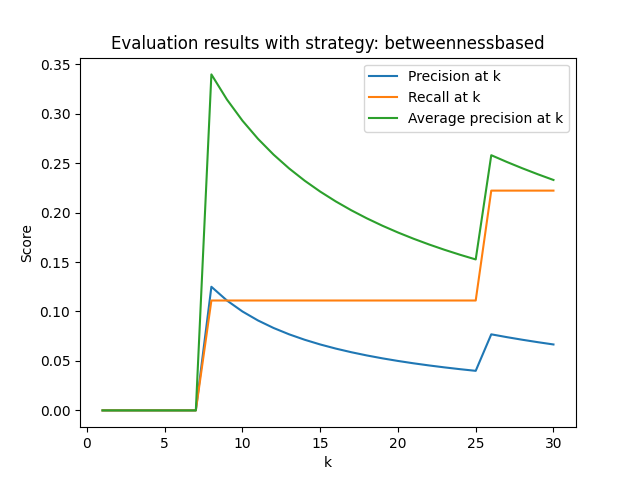 Evaluation results with strategy: betweennessbased
Precision at k
Recall at k
Average precision at k
Score
0.35
0.30
0.25
0.20
0.15
0.10
0.05
0.00
0 5 10 15 20 25 30
k